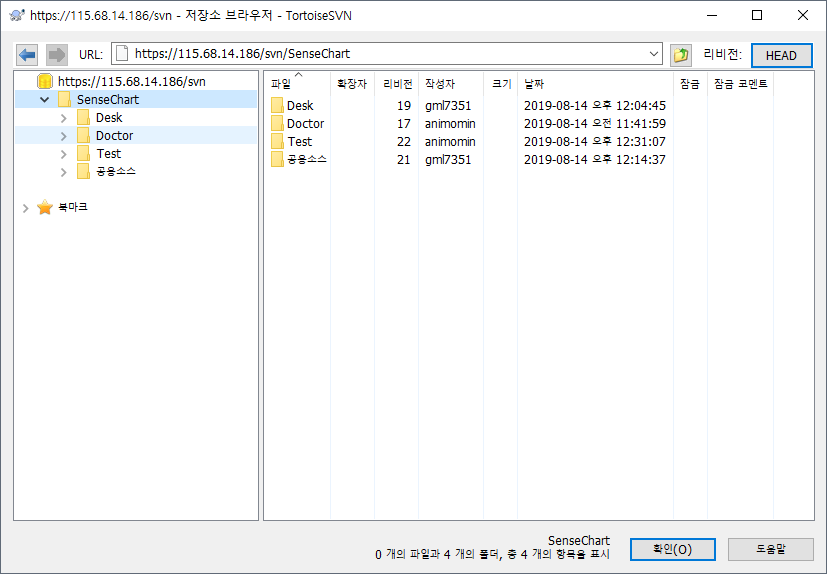 https://115.68.14.186/svn - 저장소 브라우저 - TortoiseSVN
URL: https://115.68.14.186/svn/SenseChart 리비전: HEAD
https://115.68.14.186/svn
SenseChart
Desk
Doctor
Test
공용소스
북마크
파일 확장자 리비전 작성자 크기 날짜 잠금 잠금 코멘트
Desk 19 gml7351 2019-08-14 오후 12:04:45
Doctor 17 animomin 2019-08-14 오전 11:41:59
Test 22 animomin 2019-08-14 오후 12:31:07
공용소스 21 gml7351 2019-08-14 오후 12:14:37
SenseChart
0 개의 파일과 4 개의 폴더, 총 4 개의 항목을 표시
확인(O) 도움말